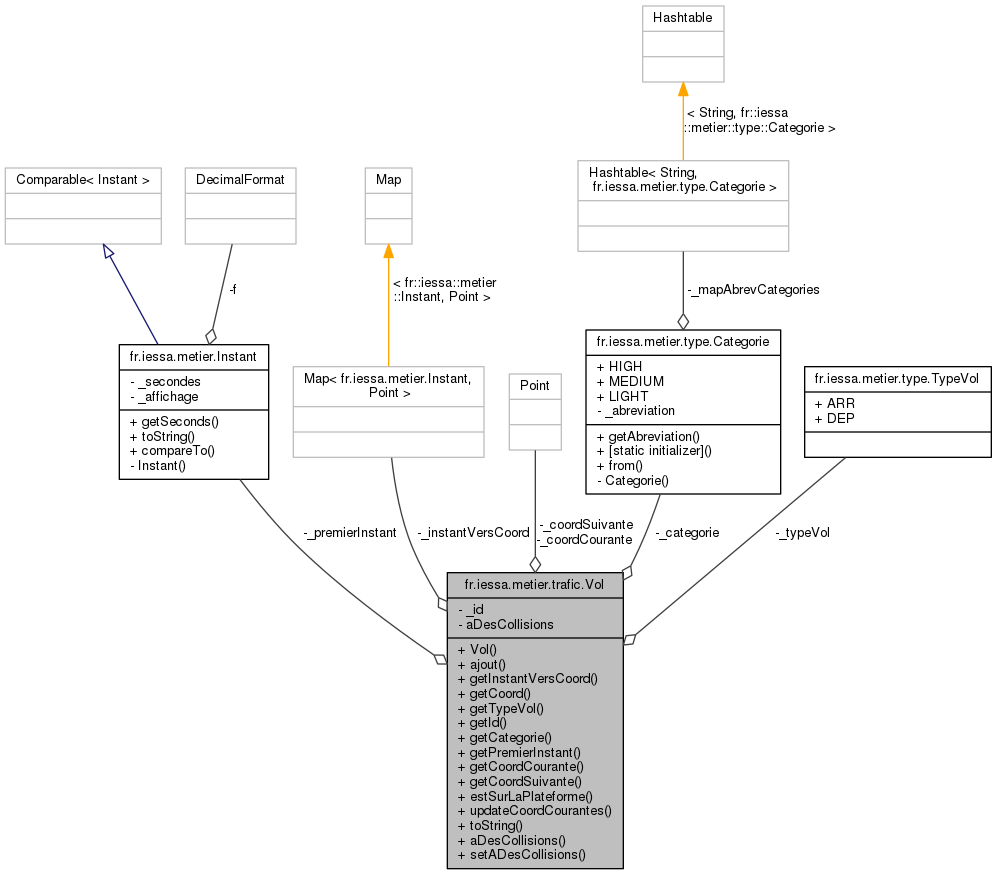 Hashtable
< String, fr::iessa
::metier::type::Categorie >
Comparable< Instant >
DecimalFormat
Map
Hashtable< String,
fr.iessa.metier.type.Categorie >
-f
< fr::iessa::metier
::Instant, Point >
-_mapAbrevCategories
fr.iessa.metier.Instant
- _secondes
- _affichage
+ getSeconds()
+ toString()
+ compareTo()
- Instant()
Map< fr.iessa.metier.Instant,
Point >
Point
fr.iessa.metier.type.Categorie
+ HIGH
+ MEDIUM
+ LIGHT
- _abreviation
+ getAbreviation()
+ [static initializer]()
+ from()
- Categorie()
fr.iessa.metier.type.TypeVol
+ ARR
+ DEP
-_premierInstant
-_instantVersCoord
-_coordSuivante
-_coordCourante
-_categorie
-_typeVol
fr.iessa.metier.trafic.Vol
- _id
- aDesCollisions
+ Vol()
+ ajout()
+ getInstantVersCoord()
+ getCoord()
+ getTypeVol()
+ getId()
+ getCategorie()
+ getPremierInstant()
+ getCoordCourante()
+ getCoordSuivante()
+ estSurLaPlateforme()
+ updateCoordCourantes()
+ toString()
+ aDesCollisions()
+ setADesCollisions()